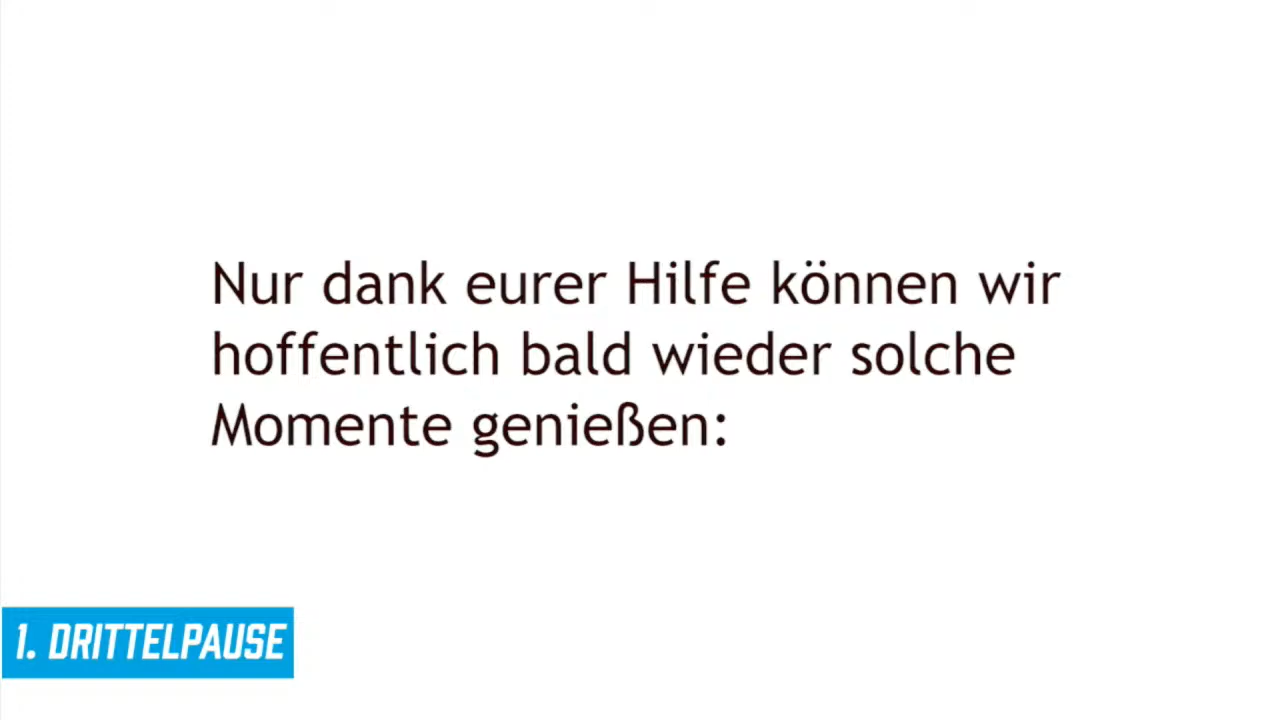 Nur dank eurer Hilfe können wir
hoffentlich bald wieder solche
Momente genießen:
1. DRITTELPAUSE